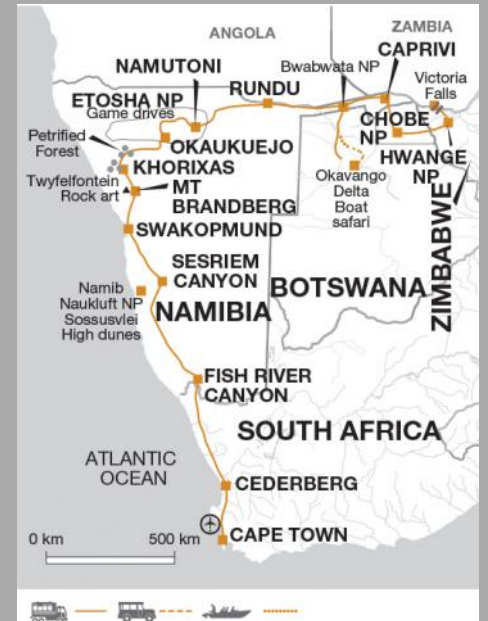 ANGOLA
ZAMBIA
CAPRIVI
NAMUTONI
Bwabwata NP
Victoria
Falls
RUNDU
ETOSHA NP
Game drives
CHOBE
NP
Petrified
Forest
OKAUKUEJO
HWANGE
NP
KHORIXAS
Okavango
Delta
Boat
safari
Twyfelfontein
Rock art
MT
BRANDBERG
ZIMBABWE
SWAKOPMUND
SESRIEM
CANYON
BOTSWANA
Namib
Naukluft NP
Sossusvlei
High dunes
NAMIBIA
FISH RIVER
CANYON
SOUTH AFRICA
ATLANTIC
OCEAN
CEDERBERG
0 km
500 km
CAPE TOWN